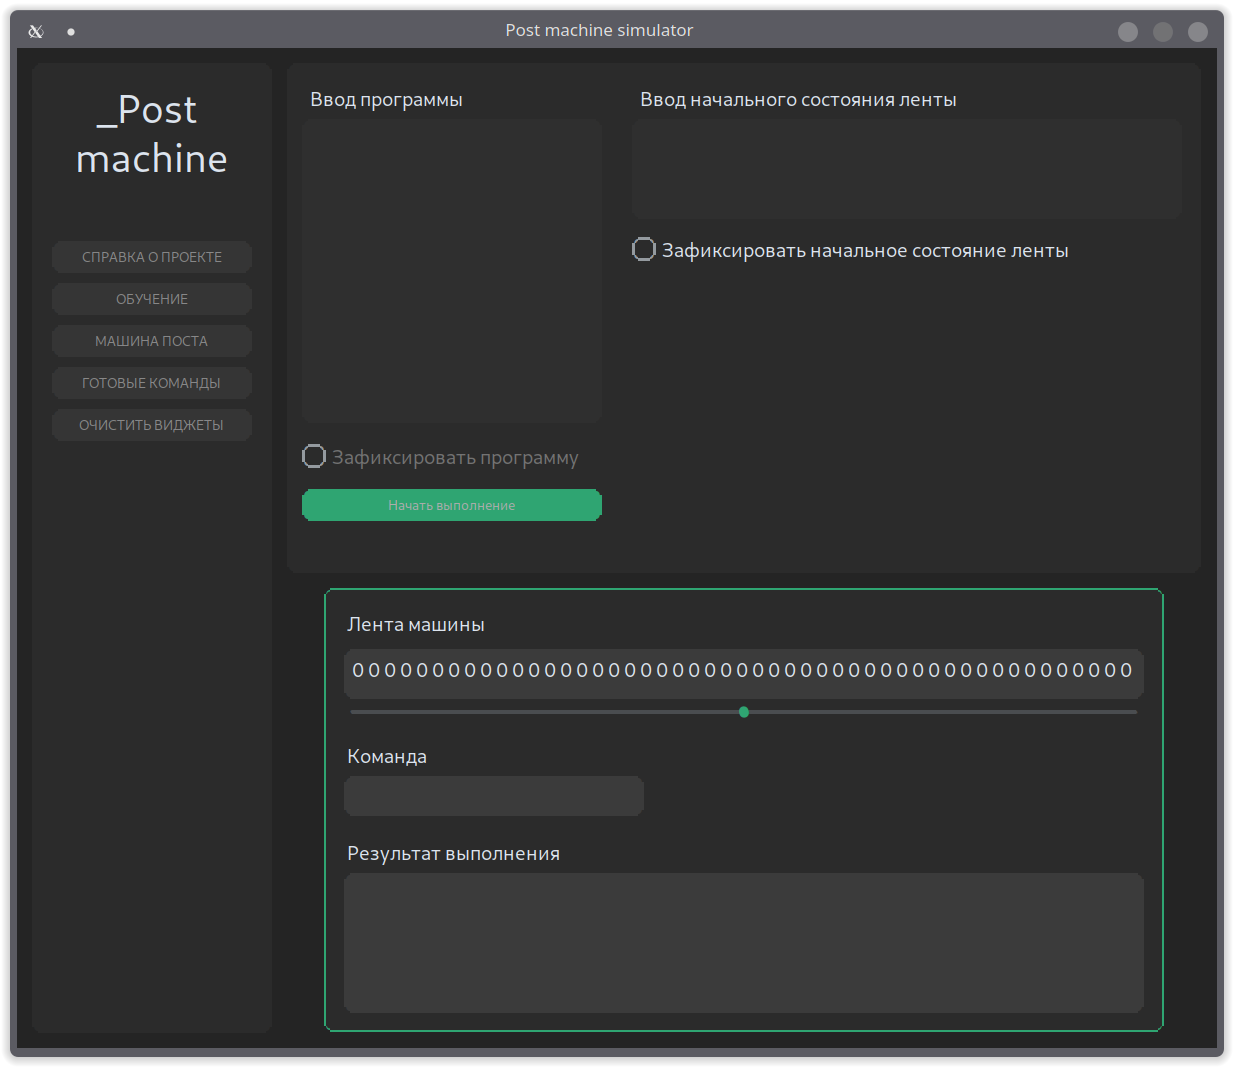 Post machine simulator
_Post
machine
СПРАВКА О ПРОЕКТЕ
ОБУЧЕНИЕ
МАШИНА ПОСТА
ГОТОВЫЕ КОМАНДЫ
ОЧИСТИТЬ ВИДЖЕТЫ
Ввод программы
Зафиксировать программу
Начать выполнение
Ввод начального состояния ленты
Зафиксировать начальное состояние ленты
Лента машины
0 0 0 0 0 0 0 0 0 0 0 0 0 0 0 0 0 0 0 0 0 0 0 0 0 0 0 0 0 0 0 0 0 0 0 0 0 0 0 0 0 0 0 0 0 0 0 0 0
Команда
Результат выполнения